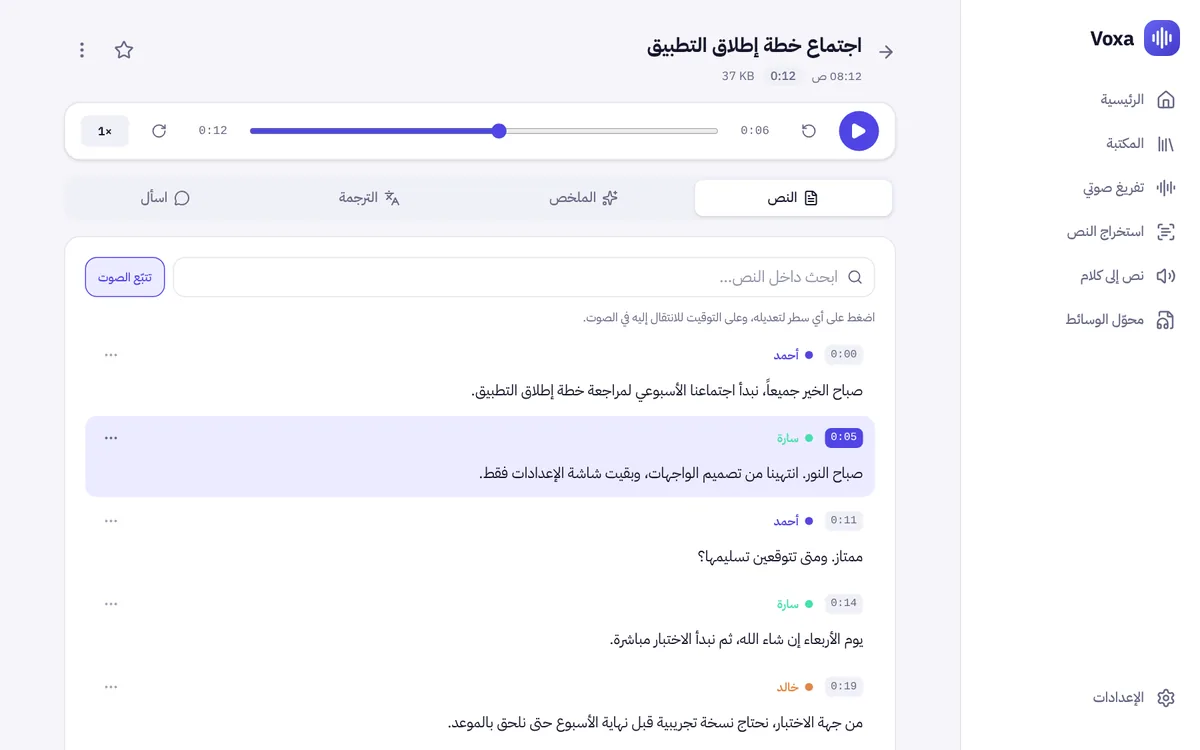 Voxa
الرئيسية
المكتبة
تفريغ صوتي
استخراج النص
نص إلى كلام
محوّل الوسائط
الإعدادات
اجتماع خطة إطلاق التطبيق
08:12 ص 0:12 37 KB
0:06 0:12 1×
النص الملخص الترجمة اسأل
ابحث داخل النص... تتبّع الصوت
اضغط على أي سطر لتعديله، وعلى التوقيت للانتقال إليه في الصوت.
0:00 أحمد
صباح الخير جميعاً، نبدأ اجتماعنا الأسبوعي لمراجعة خطة إطلاق التطبيق.
0:05 سارة
صباح النور. انتهينا من تصميم الواجهات، وبقيت شاشة الإعدادات فقط.
0:11 أحمد
ممتاز. ومتى تتوقعين تسليمها؟
0:14 سارة
يوم الأربعاء إن شاء الله، ثم نبدأ الاختبار مباشرة.
0:19 خالد
من جهة الاختبار، نحتاج نسخة تجريبية قبل نهاية الأسبوع حتى نلحق بالموعد.